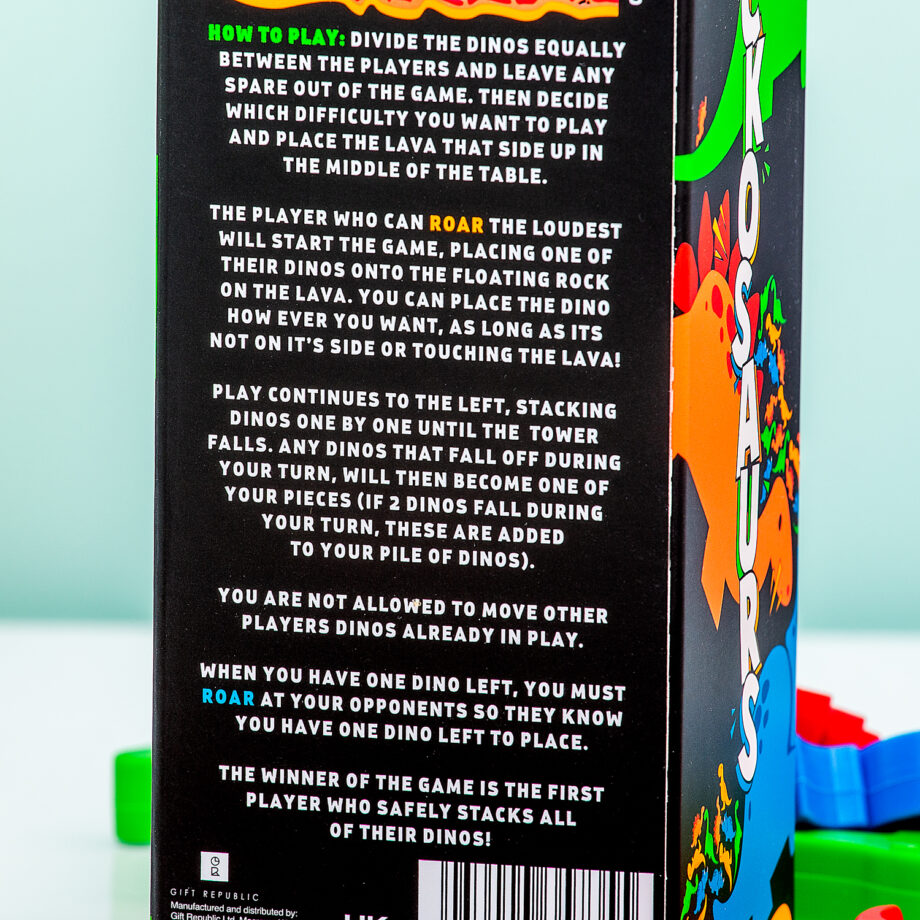 HOW TO PLAY: DIVIDE THE DINOS EQUALLY
BETWEEN THE PLAYERS AND LEAVE ANY
SPARE OUT OF THE GAME. THEN DECIDE
WHICH DIFFICULTY YOU WANT TO PLAY
AND PLACE THE LAVA THAT SIDE UP IN
THE MIDDLE OF THE TABLE.
THE PLAYER WHO CAN ROAR THE LOUDEST
WILL START THE GAME, PLACING ONE OF
THEIR DINOS ONTO THE FLOATING ROCK
ON THE LAVA. YOU CAN PLACE THE DINO
HOW EVER YOU WANT, AS LONG AS ITS
NOT ON IT'S SIDE OR TOUCHING THE LAVA!
PLAY CONTINUES TO THE LEFT, STACKING
DINOS ONE BY ONE UNTIL THE TOWER
FALLS. ANY DINOS THAT FALL OFF DURING
YOUR TURN, WILL THEN BECOME ONE OF
YOUR PIECES (IF 2 DINOS FALL DURING
YOUR TURN, THESE ARE ADDED
TO YOUR PILE OF DINOS).
YOU ARE NOT ALLOWED TO MOVE OTHER
PLAYERS DINOS ALREADY IN PLAY.
WHEN YOU HAVE ONE DINO LEFT, YOU MUST
ROAR AT YOUR OPPONENTS SO THEY KNOW
YOU HAVE ONE DINO LEFT TO PLACE.
THE WINNER OF THE GAME IS THE FIRST
PLAYER WHO SAFELY STACKS ALL
OF THEIR DINOS!
GIFT REPUBLIC
Manufactured and distributed by:
Gift Republic Ltd.
CKOSAURS